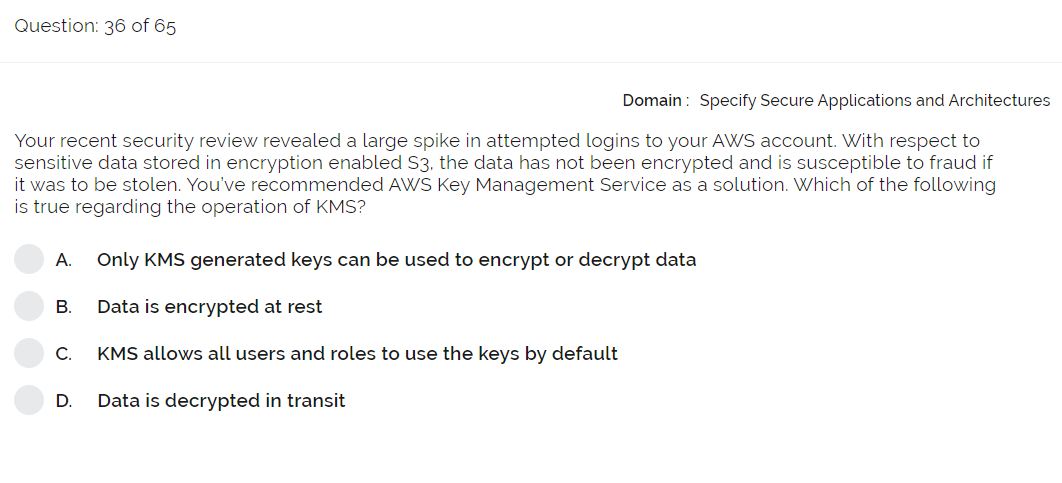 Question: 36 of 65
Domain : Specify Secure Applications and Architectures
Your recent security review revealed a large spike in attempted logins to your AWS account. With respect to
sensitive data stored in encryption enabled S3, the data has not been encrypted and is susceptible to fraud if
it was to be stolen. You've recommended AWS Key Management Service as a solution. Which of the following
is true regarding the operation of KMS?
A. Only KMS generated keys can be used to encrypt or decrypt data
B. Data is encrypted at rest
C. KMS allows all users and roles to use the keys by default
D. Data is decrypted in transit